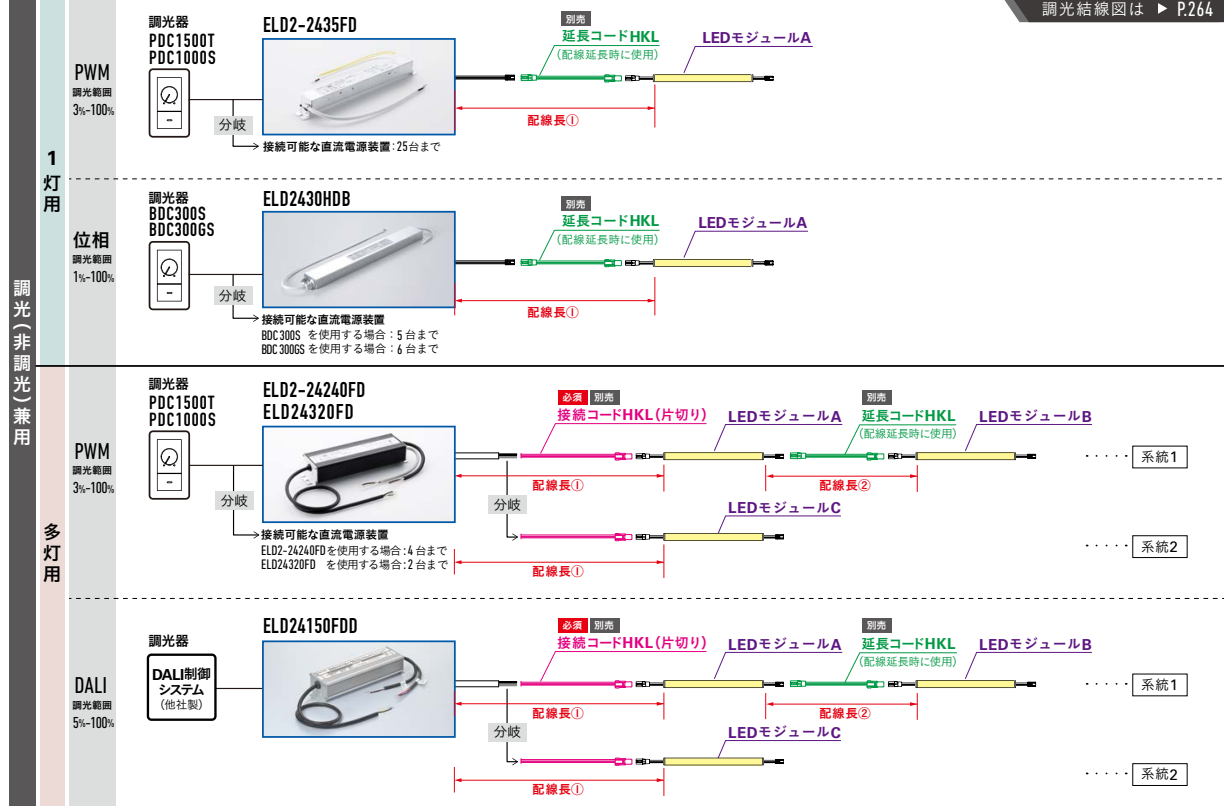 調光結線図は ▶ P.264
調光(非調光)兼用
1灯用
PWM
調光範囲
3%-100%
調光器
PDC1500T
PDC1000S
分岐
ELD2-2435FD
接続可能な直流電源装置:25台まで
別売
延長コードHKL
(配線延長時に使用)
LEDモジュールA
配線長①
位相
調光範囲
1%-100%
調光器
BDC300S
BDC300GS
分岐
ELD2430HDB
接続可能な直流電源装置
BDC300S を使用する場合:5台まで
BDC300GSを使用する場合:6台まで
別売
延長コードHKL
(配線延長時に使用)
LEDモジュールA
配線長①
多灯用
PWM
調光範囲
3%-100%
調光器
PDC1500T
PDC1000S
分岐
ELD2-24240FD
ELD24320FD
接続可能な直流電源装置
ELD2-24240FDを使用する場合:4台まで
ELD24320FD を使用する場合:2台まで
必須 別売
接続コードHKL(片切り)
LEDモジュールA
別売
延長コードHKL
(配線延長時に使用)
LEDモジュールB
配線長①
配線長②
・・・・・系統1
分岐
LEDモジュールC
配線長①
・・・・・系統2
DALI
調光範囲
5%-100%
調光器
DALI制御
システム
(他社製)
ELD24150FDD
必須 別売
接続コードHKL(片切り)
LEDモジュールA
別売
延長コードHKL
(配線延長時に使用)
LEDモジュールB
配線長①
配線長②
・・・・・系統1
分岐
LEDモジュールC
配線長①
・・・・・系統2